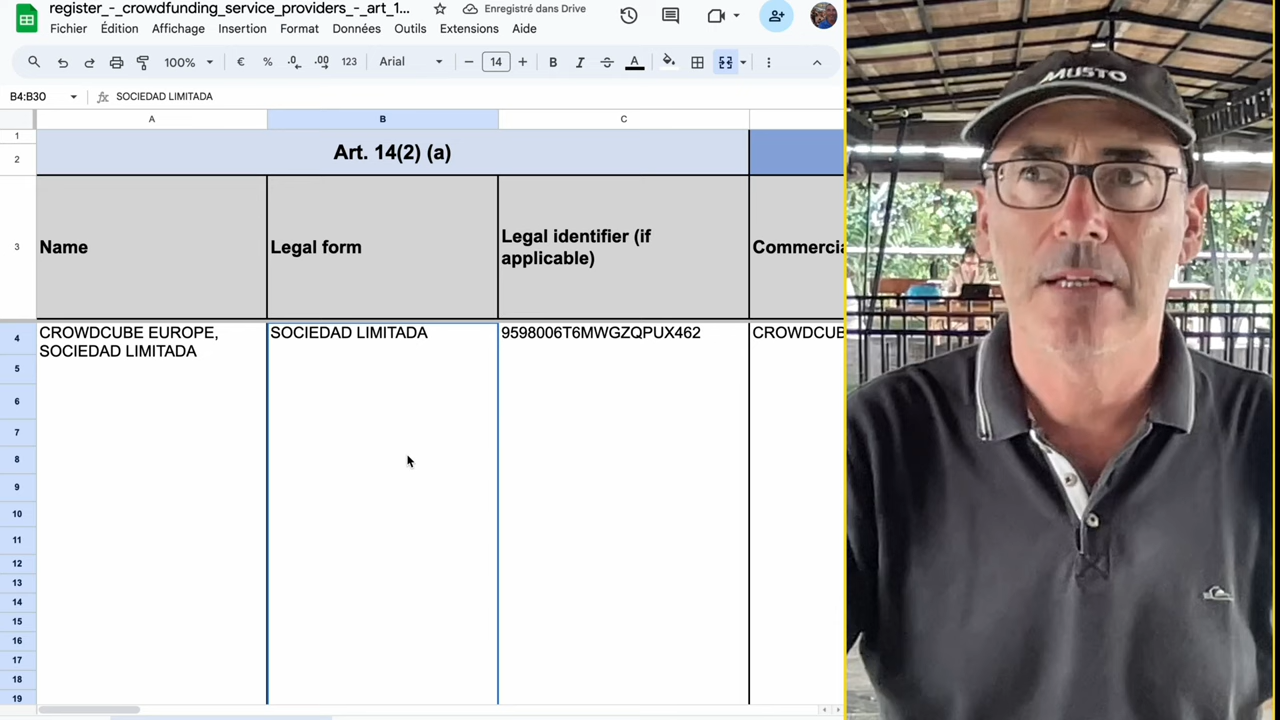 register_-_crowdfunding_service_providers_-_art_1...
Enregistré dans Drive
Fichier Édition Affichage Insertion Format Données Outils Extensions Aide
100% € % .0 .00 123 Arial 14 B I S A
B4:B30 fx SOCIEDAD LIMITADA
A B C
1
2 Art. 14(2) (a)
3 Name Legal form Legal identifier (if
applicable) Commercia
4 CROWDCUBE EUROPE, SOCIEDAD LIMITADA 9598006T6MWGZQPUX462 CROWDCUB
SOCIEDAD LIMITADA
5
6
7
8
9
10
11
12
13
14
15
16
17
18
19
MUSTO